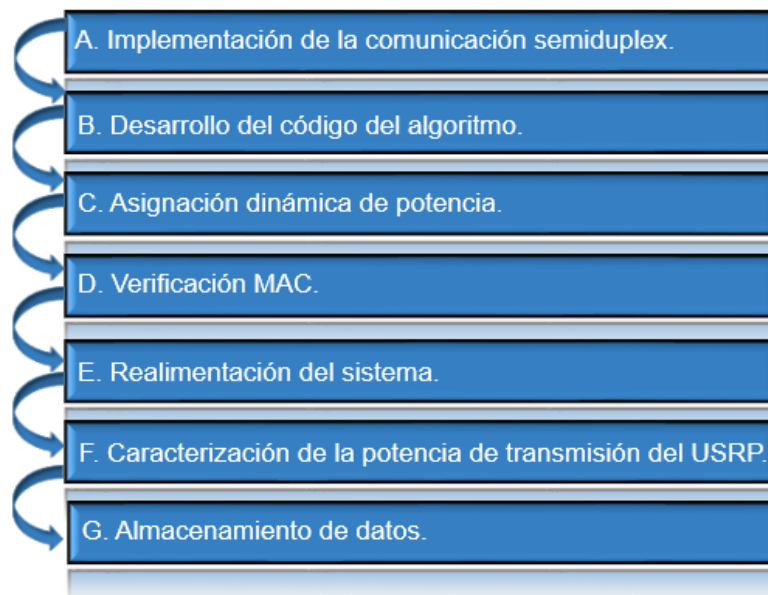 A. Implementación de la comunicación semiduplex.
B. Desarrollo del código del algoritmo.
C. Asignación dinámica de potencia.
D. Verificación MAC.
E. Realimentación del sistema.
F. Caracterización de la potencia de transmisión del USRP.
G. Almacenamiento de datos.